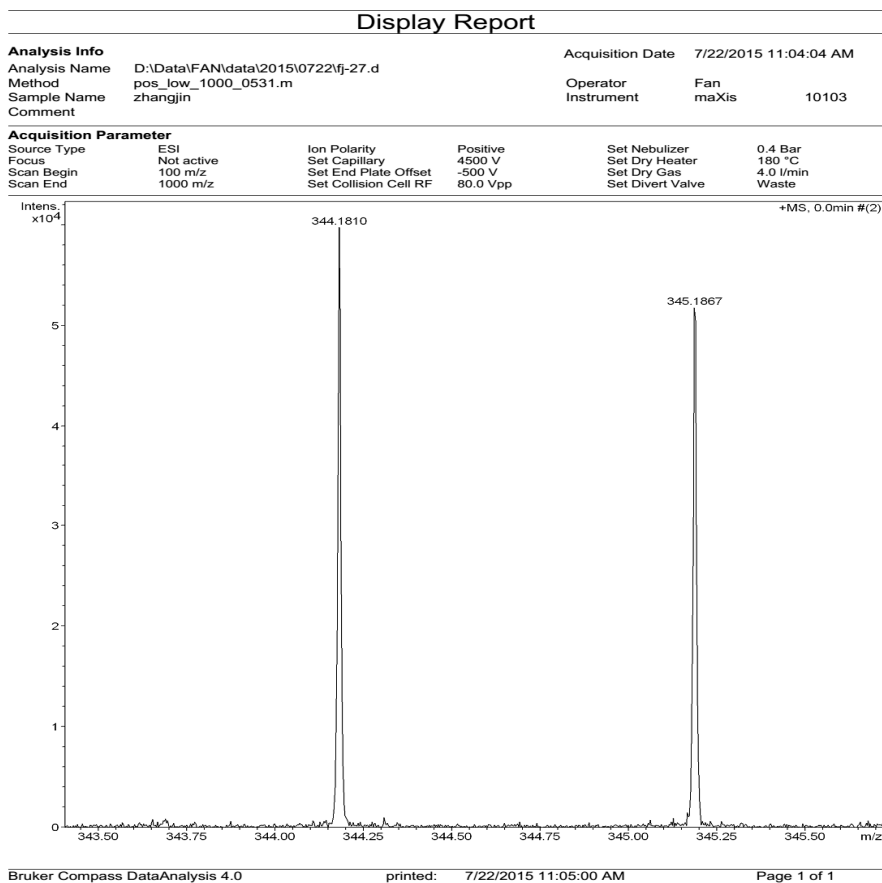 Display Report
Analysis Info
Acquisition Date 7/22/2015 11:04:04 AM
Analysis Name D:\Data\FAN\data\2015\0722\fj-27.d
Method pos_low_1000_0531.m
Operator Fan
Sample Name zhangjin
Instrument maXis 10103
Comment
Acquisition Parameter
Source Type ESI Ion Polarity Positive Set Nebulizer 0.4 Bar
Focus Not active Set Capillary 4500 V Set Dry Heater 180 °C
Scan Begin 100 m/z Set End Plate Offset -500 V Set Dry Gas 4.0 l/min
Scan End 1000 m/z Set Collision Cell RF 80.0 Vpp Set Divert Valve Waste
Intens.
x10⁴
+MS, 0.0min #(2)
344.1810
345.1867
5
4
3
2
1
0
343.50 343.75 344.00 344.25 344.50 344.75 345.00 345.25 345.50 m/z
Bruker Compass DataAnalysis 4.0 printed: 7/22/2015 11:05:00 AM Page 1 of 1